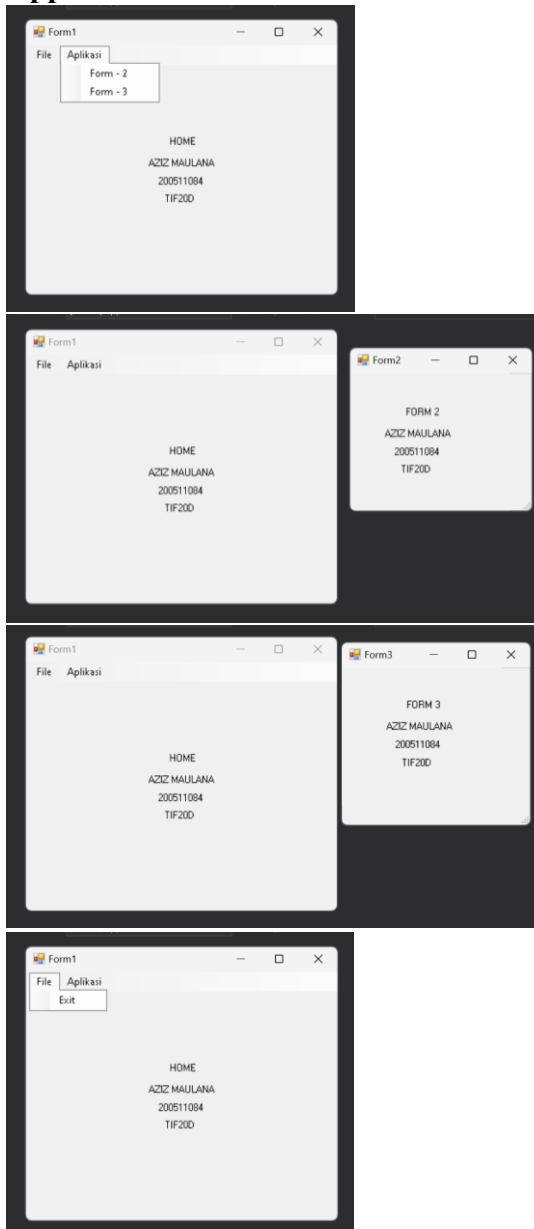 Form1
File Aplikasi
Form - 2
Form - 3
HOME
AZIZ MAULANA
200511084
TIF20D
Form1
File Aplikasi
HOME
AZIZ MAULANA
200511084
TIF20D
Form2
FORM 2
AZIZ MAULANA
200511084
TIF20D
Form1
File Aplikasi
HOME
AZIZ MAULANA
200511084
TIF20D
Form3
FORM 3
AZIZ MAULANA
200511084
TIF20D
Form1
File Aplikasi
Exit
HOME
AZIZ MAULANA
200511084
TIF20D